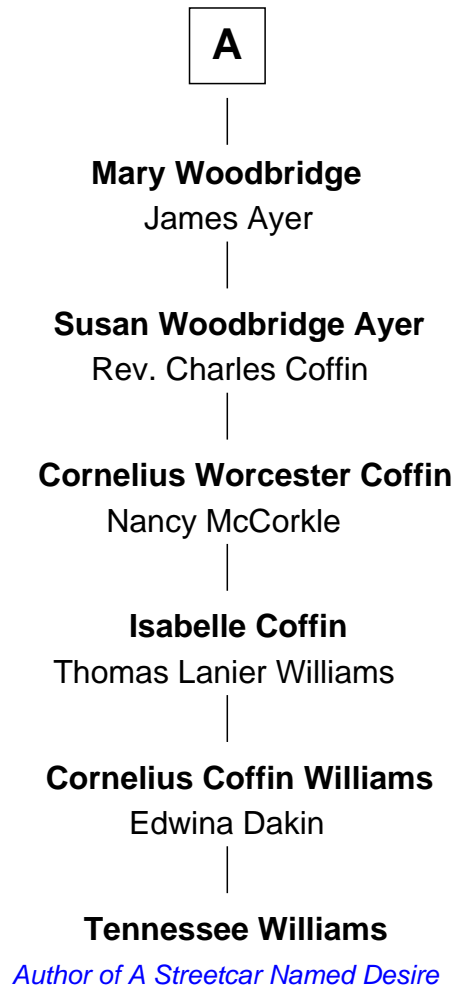 A
Mary Woodbridge
James Ayer
Susan Woodbridge Ayer
Rev. Charles Coffin
Cornelius Worcester Coffin
Nancy McCorkle
Isabelle Coffin
Thomas Lanier Williams
Cornelius Coffin Williams
Edwina Dakin
Tennessee Williams
Author of A Streetcar Named Desire